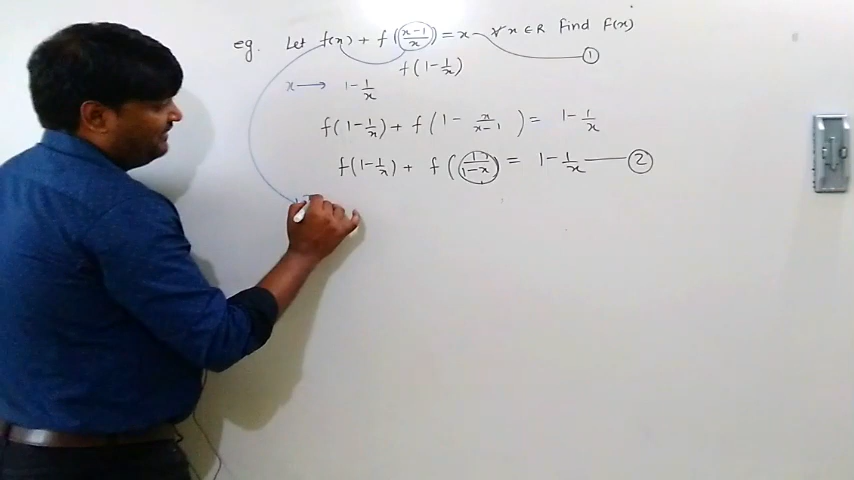 eg. Let f(x) + f((x-1)/x) = x ∀ x ∈ R Find f(x)
①
f(1 - 1/x)
x → 1 - 1/x
f(1 - 1/x) + f(1 - x/(x-1)) = 1 - 1/x
f(1 - 1/x) + f(1/(1-x)) = 1 - 1/x — ②